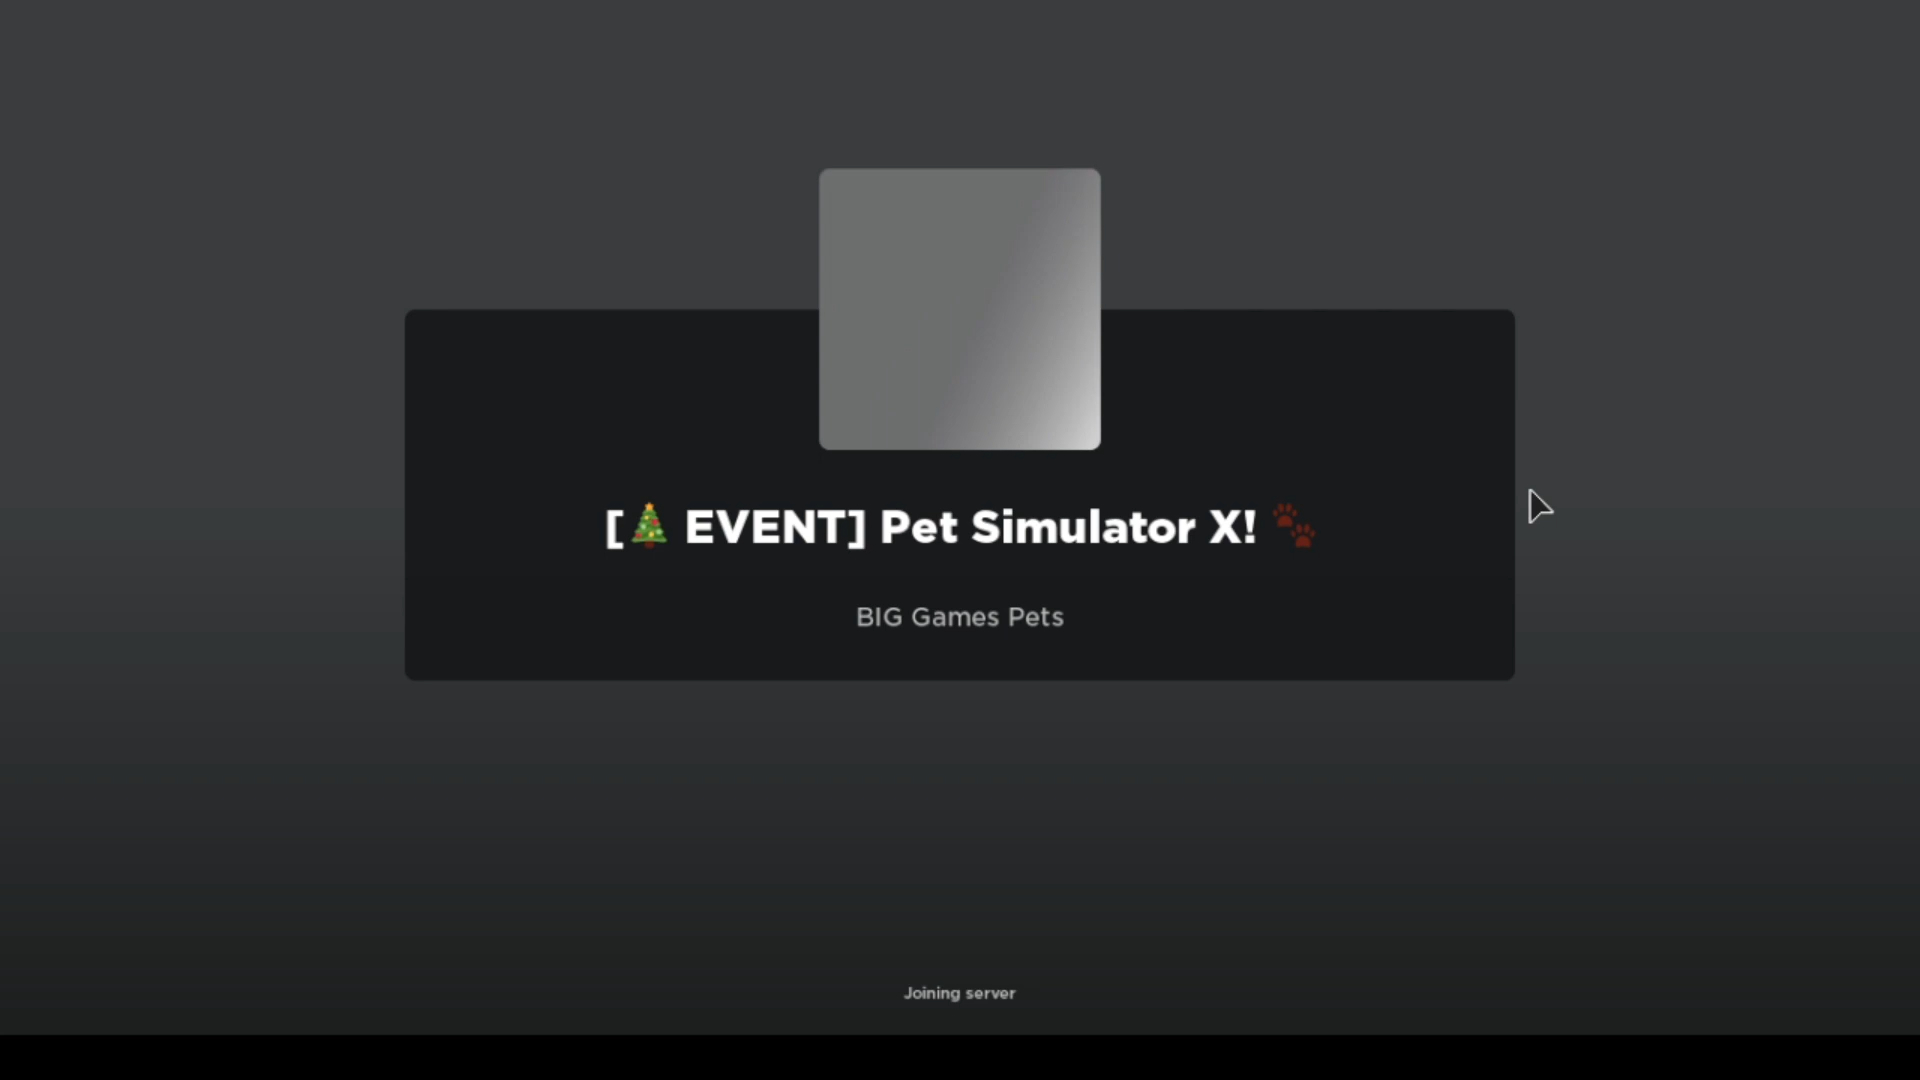 [🎄 EVENT] Pet Simulator X! 🐾
BIG Games Pets
Joining server